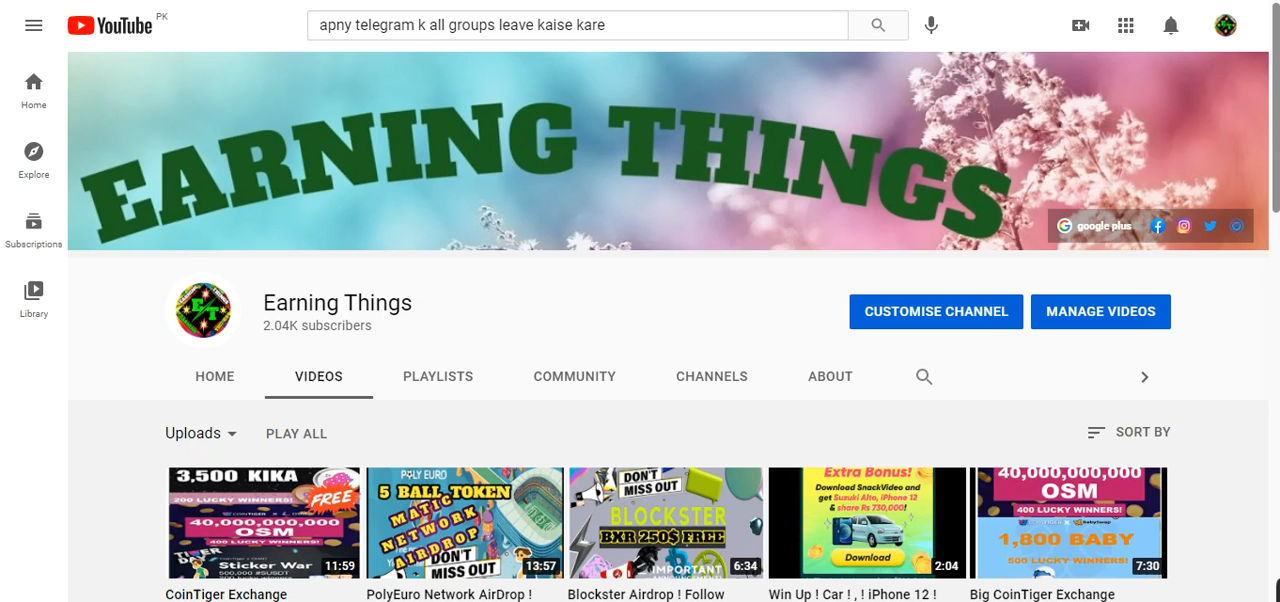 YouTube PK
apny telegram k all groups leave kaise kare
Home
Explore
Subscriptions
Library
EARNING THINGS
google plus
ET
Earning Things
2.04K subscribers
CUSTOMISE CHANNEL
MANAGE VIDEOS
HOME VIDEOS PLAYLISTS COMMUNITY CHANNELS ABOUT
Uploads
PLAY ALL
SORT BY
3,500 KIKA
200 LUCKY WINNERS!
FREE
40,000,000,000
OSM
400 LUCKY WINNERS!
Sticker War
11:59
CoinTiger Exchange
POLY EURO
5 BALL TOKEN
MATIC
NETWORK
AIRDROP
DON'T
MISS OUT
13:57
PolyEuro Network AirDrop !
DON'T
MISS OUT
BLOCKSTER
BXR 250$ FREE
IMPORTANT
6:34
Blockster Airdrop ! Follow
Extra Bonus!
Download SnackVideo and
get Suzuki Alto, iPhone 12
& share Rs 730,000!
Download
2:04
Win Up ! Car ! , ! iPhone 12 !
40,000,000,000
OSM
400 LUCKY WINNERS!
BabySwap
1,800 BABY
500 LUCKY WINNERS!
7:30
Big CoinTiger Exchange